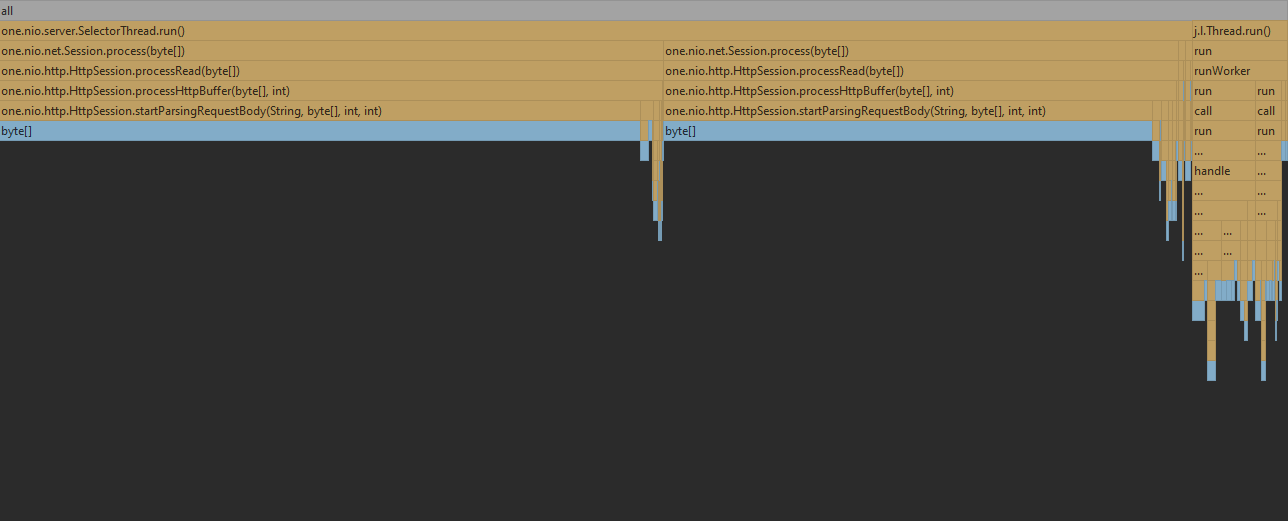 all
one.nio.server.SelectorThread.run() j.l.Thread.run()
one.nio.net.Session.process(byte[]) one.nio.net.Session.process(byte[]) run
one.nio.http.HttpSession.processRead(byte[]) one.nio.http.HttpSession.processRead(byte[]) runWorker
one.nio.http.HttpSession.processHttpBuffer(byte[], int) one.nio.http.HttpSession.processHttpBuffer(byte[], int) run run
one.nio.http.HttpSession.startParsingRequestBody(String, byte[], int, int) one.nio.http.HttpSession.startParsingRequestBody(String, byte[], int, int) call call
byte[] byte[] run run
... ...
handle ...
... ...
... ...
... ...
... ...
...